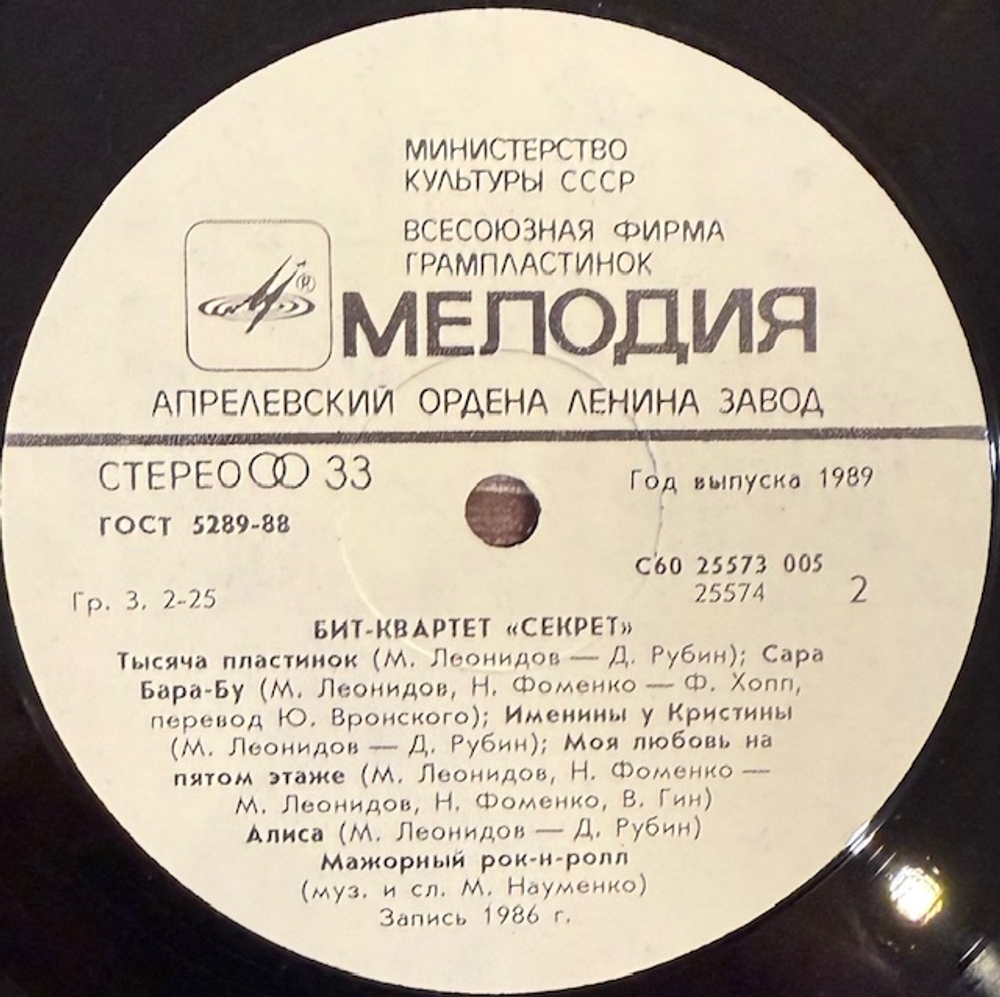 МИНИСТЕРСТВО
КУЛЬТУРЫ СССР
ВСЕСОЮЗНАЯ ФИРМА
ГРАМПЛАСТИНОК
®
МЕЛОДИЯ
АПРЕЛЕВСКИЙ ОРДЕНА ЛЕНИНА ЗАВОД
СТЕРЕО 33
Год выпуска 1989
ГОСТ 5289-88
С60 25573 005
25574 2
Гр. 3. 2-25
БИТ-КВАРТЕТ «СЕКРЕТ»
Тысяча пластинок (М. Леонидов — Д. Рубин); Сара
Бара-Бу (М. Леонидов, Н. Фоменко — Ф. Хопп,
перевод Ю. Вронского); Именины у Кристины
(М. Леонидов — Д. Рубин); Моя любовь на
пятом этаже (М. Леонидов, Н. Фоменко —
М. Леонидов, Н. Фоменко, В. Гин)
Алиса (М. Леонидов — Д. Рубин)
Мажорный рок-н-ролл
(муз. и сл. М. Науменко)
Запись 1986 г.